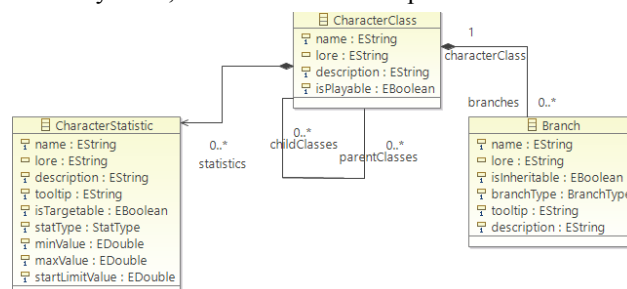 CharacterClass
name : EString
lore : EString
description : EString
isPlayable : EBoolean
1
characterClass
branches
0..*
0..*
statistics
0..*
childClasses
0..*
parentClasses
CharacterStatistic
name : EString
lore : EString
description : EString
tooltip : EString
isTargetable : EBoolean
statType : StatType
minValue : EDouble
maxValue : EDouble
startLimitValue : EDouble
Branch
name : EString
lore : EString
isInheritable : EBoolean
branchType : BranchType
tooltip : EString
description : EString